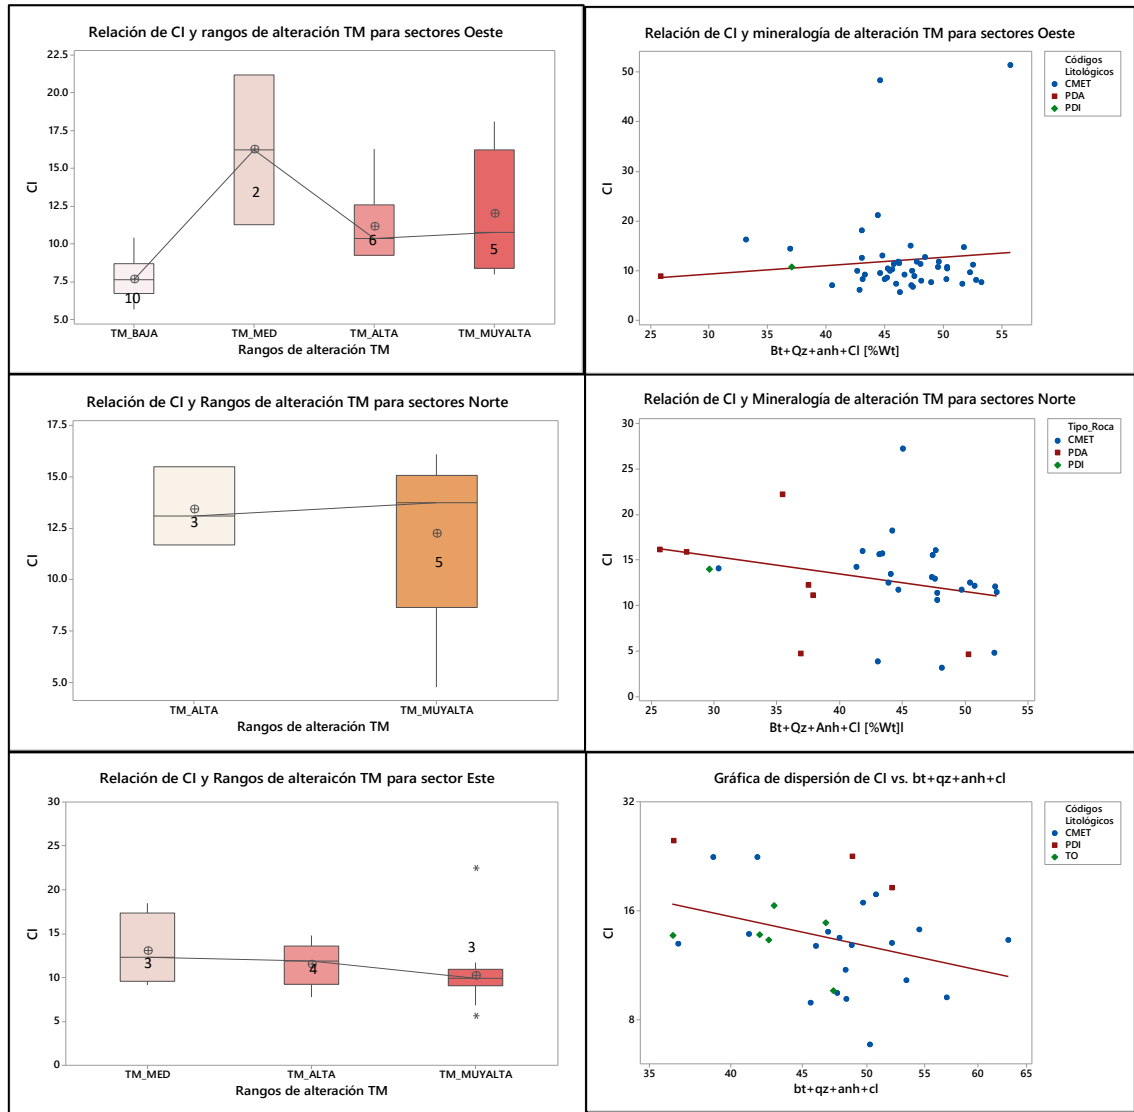 Relación de CI y rangos de alteración TM para sectores Oeste
22.5
20.0
17.5
15.0
12.5
10.0
7.5
5.0
CI
10
2
6
5
TM_BAJA TM_MED TM_ALTA TM_MUYALTA
Rangos de alteración TM
Relación de CI y mineralogía de alteración TM para sectores Oeste
50
40
30
20
10
0
CI
25 30 35 40 45 50 55
Bt+Qz+anh+Cl [%Wt]
Códigos
Litológicos
CMET
PDA
PDI
Relación de CI y Rangos de alteración TM para sectores Norte
17.5
15.0
12.5
10.0
7.5
5.0
CI
3
5
TM_ALTA TM_MUYALTA
Rangos de alteración TM
Relación de CI y Mineralogía de alteración TM para sectores Norte
30
25
20
15
10
5
0
CI
25 30 35 40 45 50 55
Bt+Qz+Anh+Cl [%Wt]l
Tipo_Roca
CMET
PDA
PDI
Relación de CI y Rangos de alteraicón TM para sector Este
30
25
20
15
10
5
0
CI
3
4
3
TM_MED TM_ALTA TM_MUYALTA
Rangos de alteración TM
Gráfica de dispersión de CI vs. bt+qz+anh+cl
32
16
8
CI
35 40 45 50 55 60 65
bt+qz+anh+cl
Códigos
Litológicos
CMET
PDI
TO